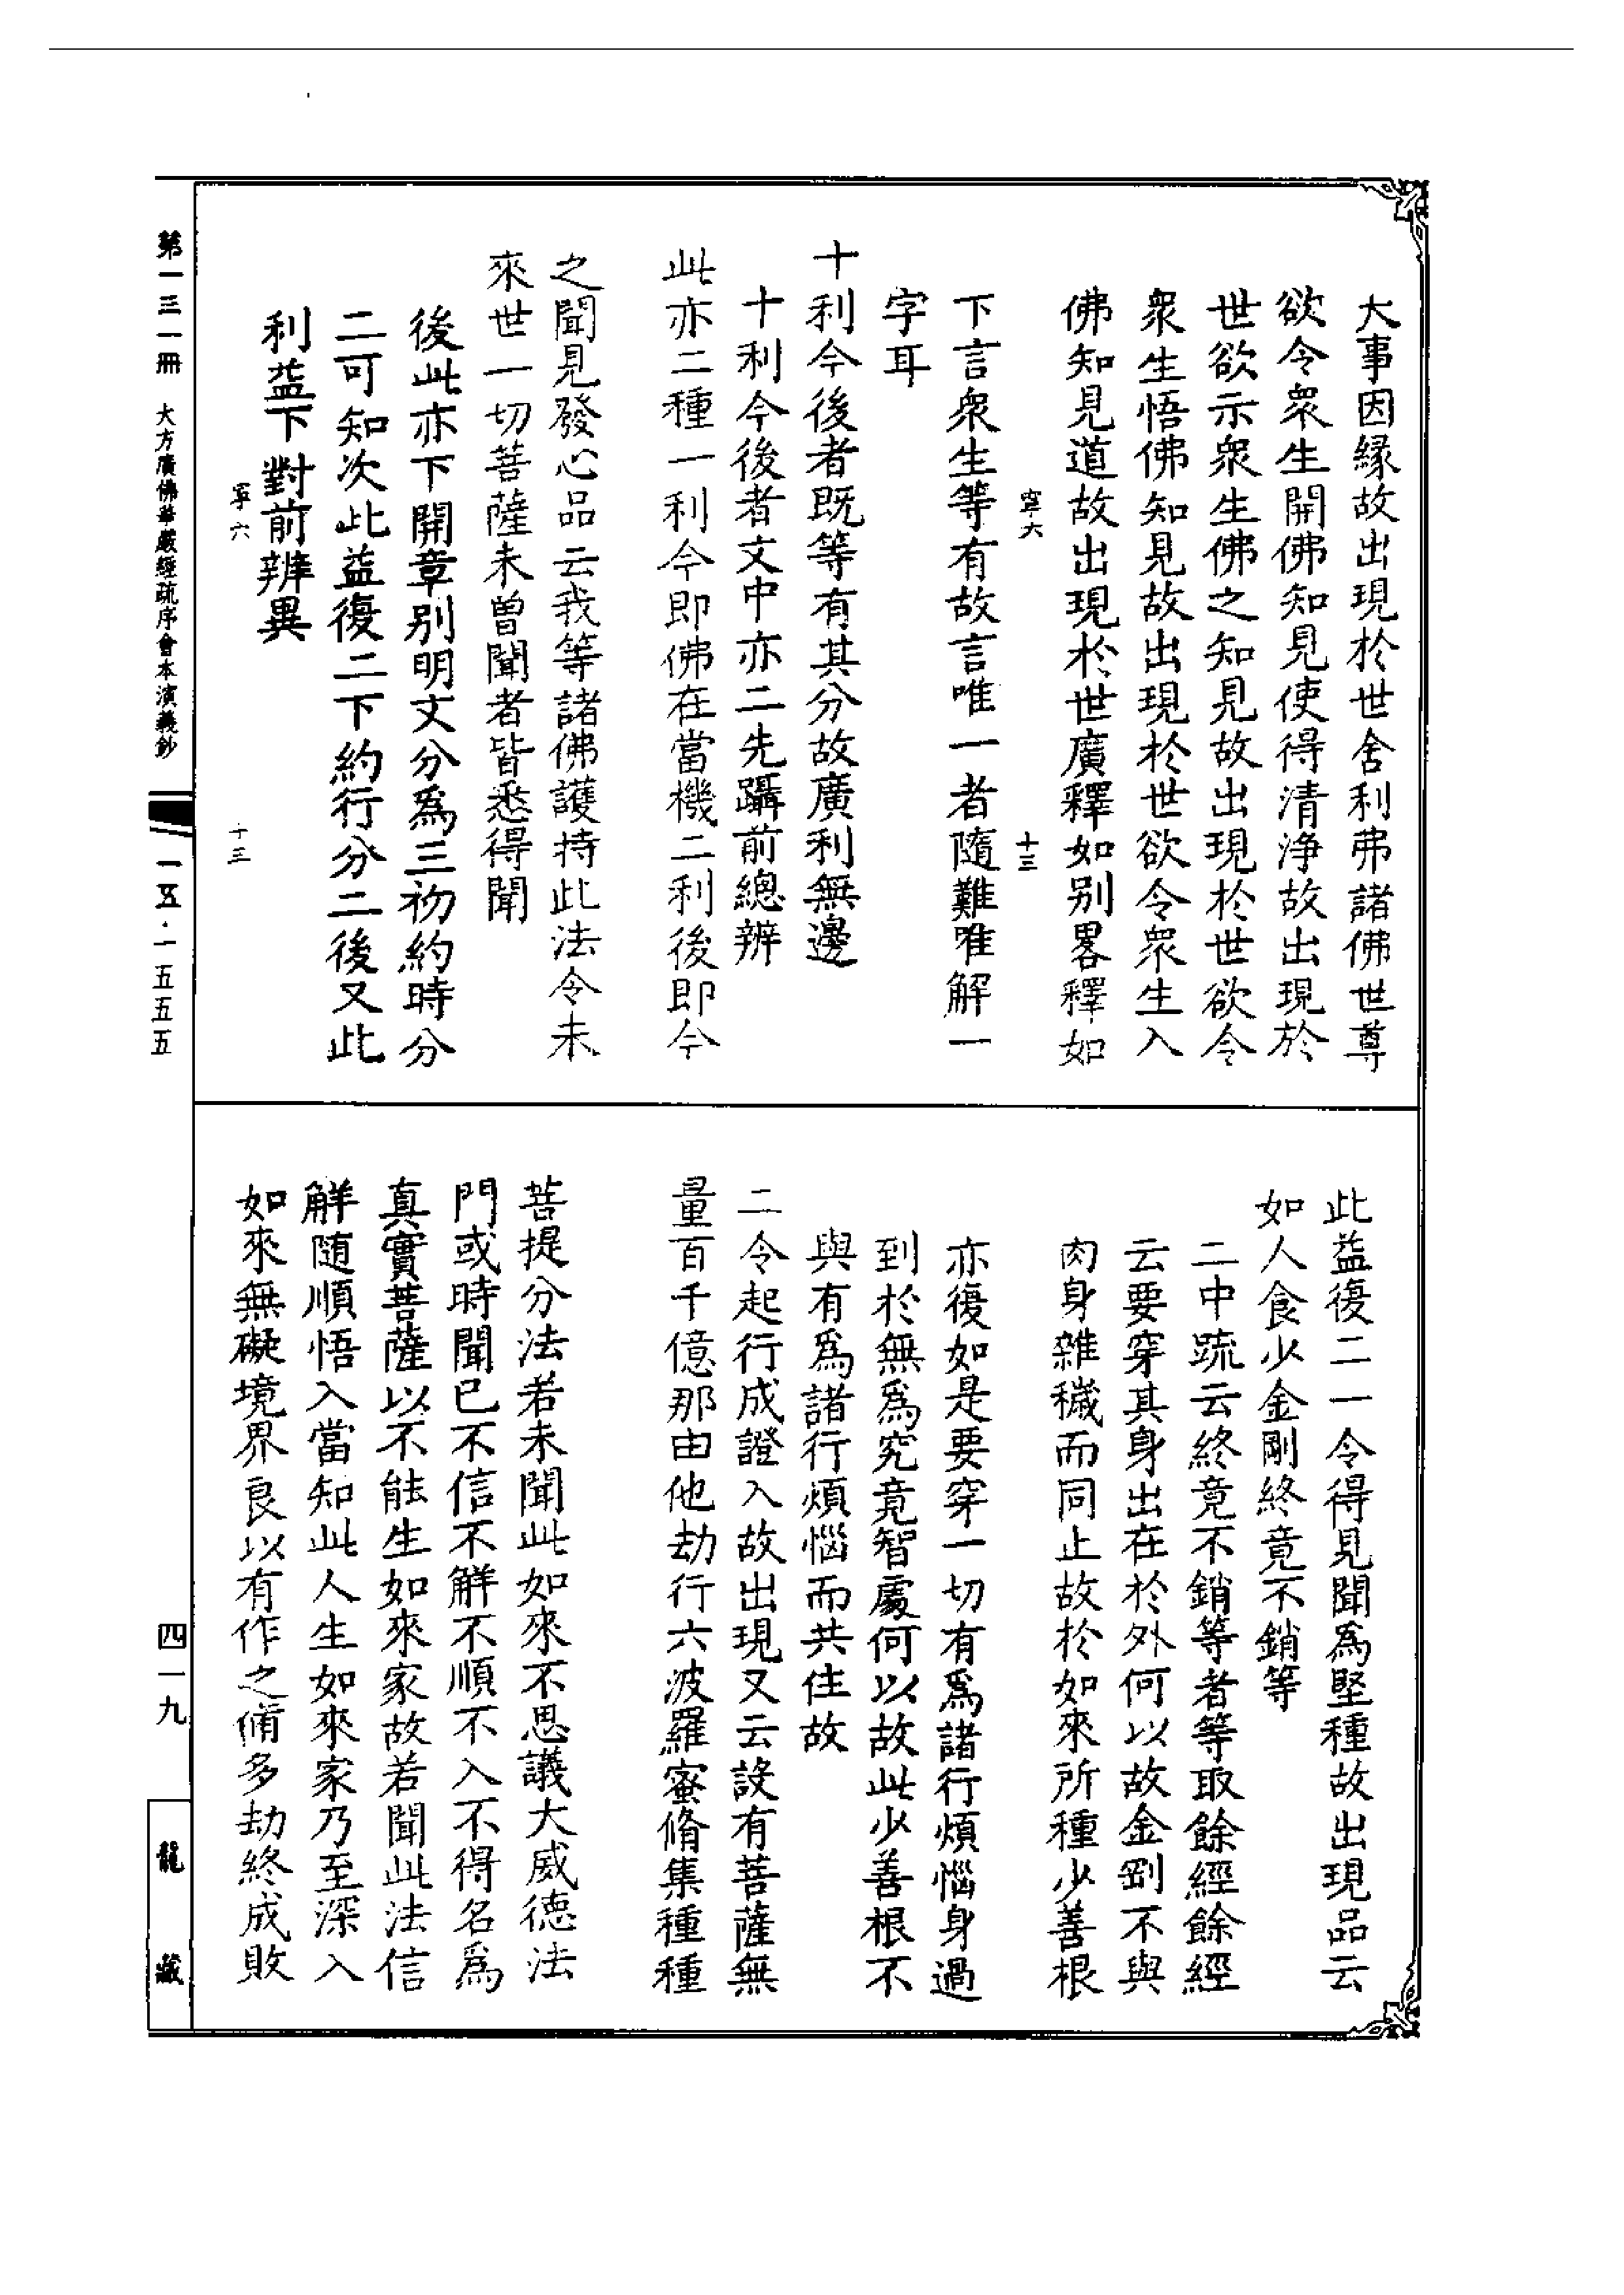 大事因緣故出現於世舍利弗諸佛世尊
欲令衆生開佛知見使得清淨故出現於
世欲示衆生佛之知見故出現於世欲令
衆生悟佛知見故出現於世欲令衆生入
佛知見道故出現於世廣釋如別畧釋如
寧六 十三
下言衆生等有故言唯一者隨難唯解一
字耳
十利今後者既等有其分故廣利無邊
十利今後者文中亦二先躡前總辨
此亦二種一利今即佛在當機二利後即今
之聞見發心品云我等諸佛護持此法令未
來世一切菩薩未曽聞者皆悉得聞
後此亦下開章別明文分爲三初約時分
二可知次此益復二下約行分二後又此
利益下對前辨異
寧六 十三
第一三一冊 大方廣佛華嚴經疏序會本演義鈔 一五·一五五五
此益復二一令得見聞爲堅種故出現品云
如人食少金剛終竟不銷等
二中疏云終竟不銷等者等取餘經餘經
云要穿其身出在於外何以故金剛不與
肉身雜穢而同止故於如來所種少善根
亦復如是要穿一切有爲諸行煩惱身過
到於無爲究竟智處何以故此少善根不
與有爲諸行煩惱而共住故
二令起行成證入故出現又云設有菩薩無
量百千億那由他劫行六波羅蜜脩集種種
菩提分法若未聞此如來不思議大威德法
門或時聞已不信不解不順不入不得名爲
真實菩薩以不能生如來家故若聞此法信
解随順悟入當知此人生如來家乃至深入
如來無礙境界良以有作之脩多劫終成敗
四一九
龍藏